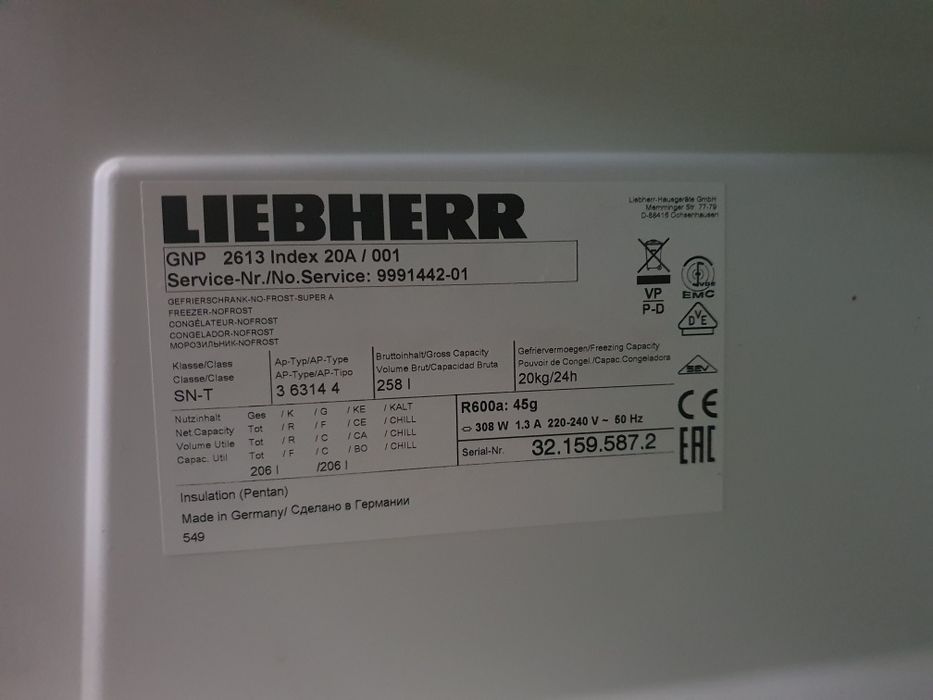 LIEBHERR
Liebherr-Hausgeräte GmbH
Memminger Str. 77-79
D-88416 Ochsenhausen
GNP 2613 Index 20A / 001
Service-Nr./No.Service: 9991442-01
VP
P-D
VDE
EMC
DVE
SEV
CE
EAC
GEFRIERSCHRANK-NO-FROST-SUPER A
FREEZER-NOFROST
CONGÉLATEUR-NOFROST
CONGELADOR-NOFROST
МОРОЗИЛЬНИК-NOFROST
Klasse/Class
Classe/Clase
SN-T
Ap-Typ/AP-Type
AP-Type/AP-Tipo
3 6314 4
Bruttoinhalt/Gross Capacity
Volume Brut/Capacidad Bruta
258 l
Gefriervermoegen/Freezing Capacity
Pouvoir de Congel./Capac.Congeladora
20kg/24h
Nutzinhalt Ges / K / G / KE / KALT
Net Capacity Tot / R / F / CE / CHILL
Volume Utile Tot / R / C / CA / CHILL
Capac. Util Tot / F / C / BO / CHILL
206 l /206 l
R600a: 45g
308 W 1.3 A 220-240 V ~ 50 Hz
Serial-Nr. 32.159.587.2
Insulation (Pentan)
Made in Germany/ Сделано в Германии
549